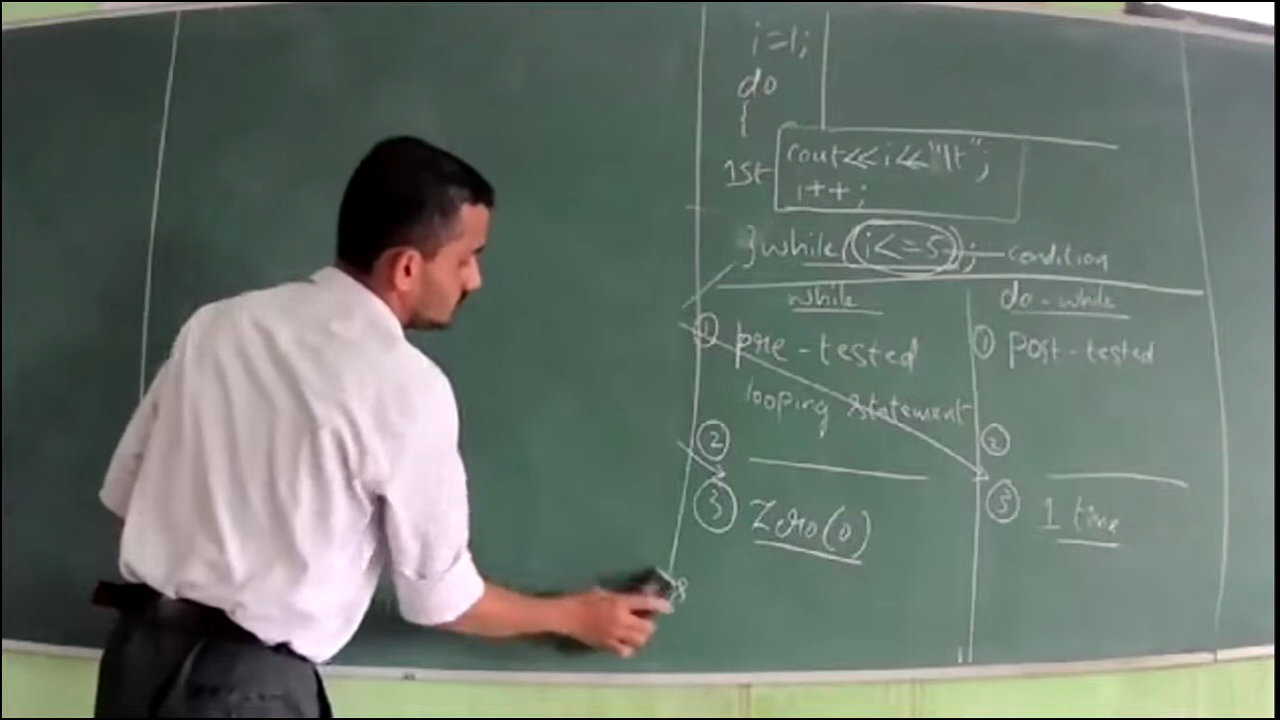 i=1;
do
{
1st cout<<i<<"\t";
i++;
}while(i<=5); condition
while
① pre-tested
looping statement
②
③ Zero(0)
do-while
① post-tested
②
③ 1 time